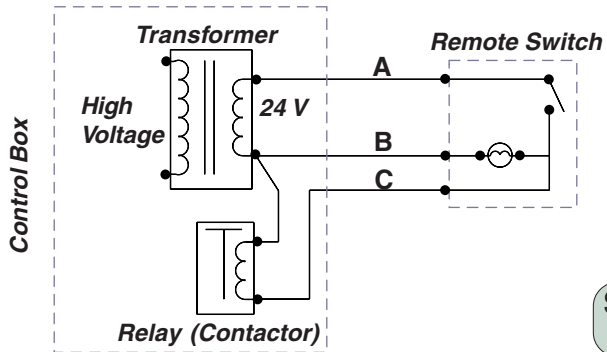 Transformer
Remote Switch
A
High
Voltage
24 V
B
C
Control Box
Relay (Contactor)
S